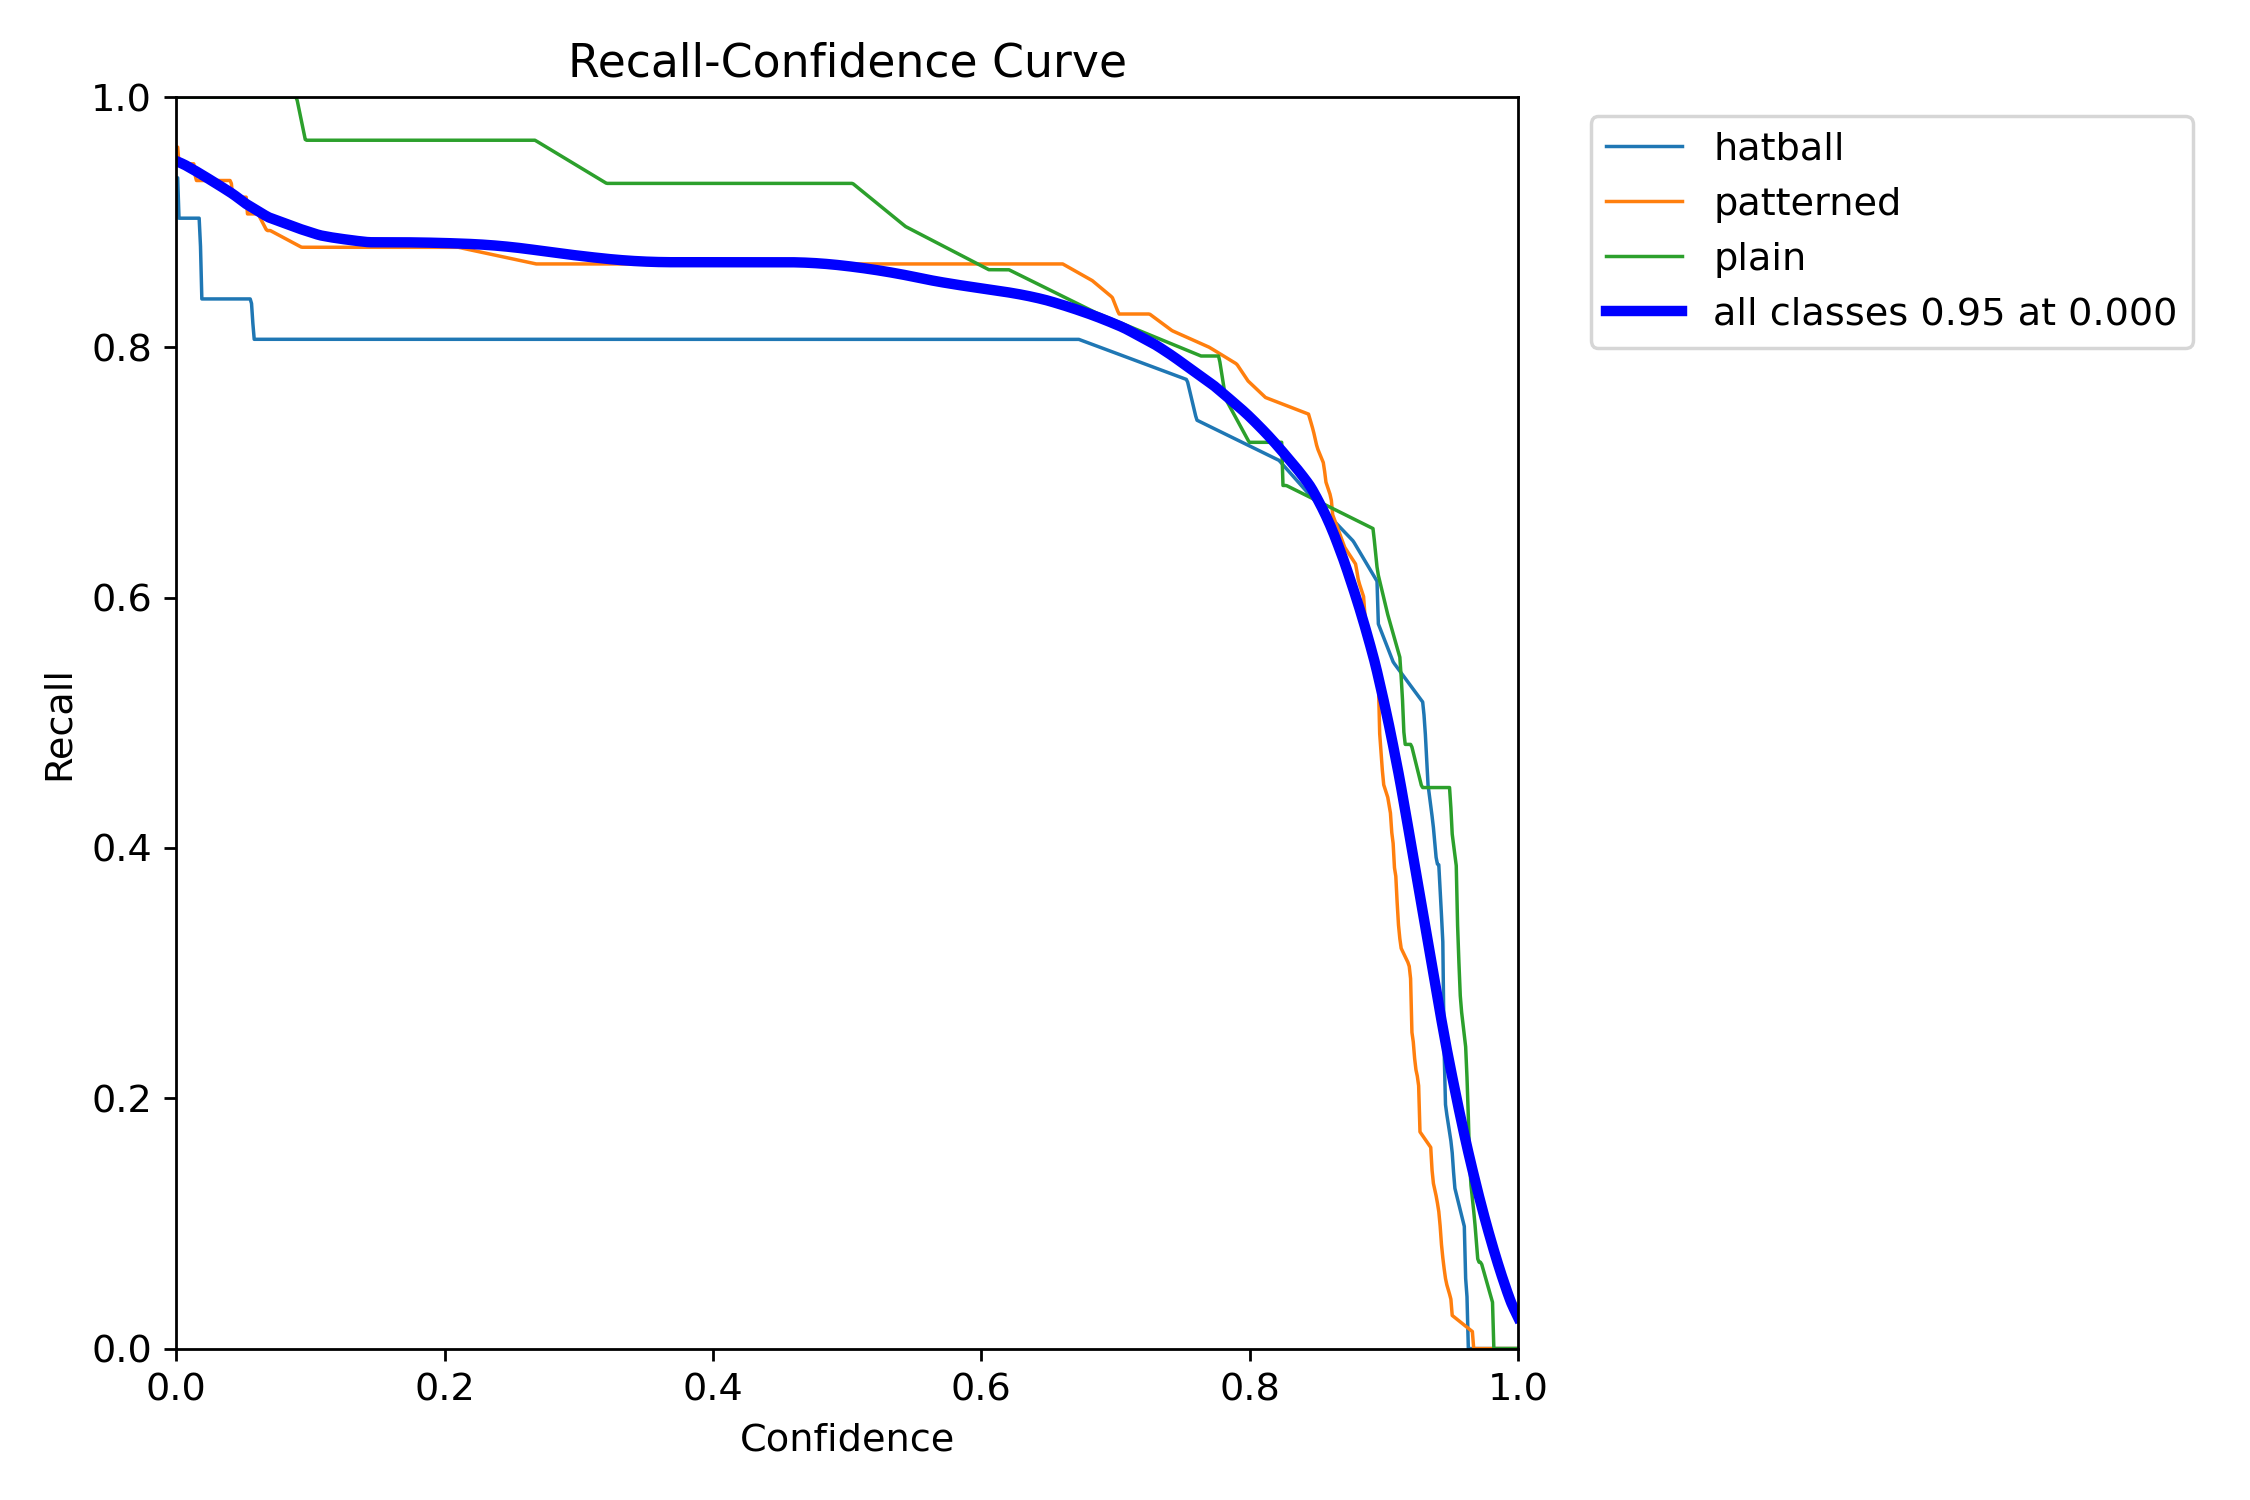 Recall-Confidence Curve
1.0
0.8
0.6
0.4
0.2
0.0
Recall
0.0 0.2 0.4 0.6 0.8 1.0
Confidence
hatball
patterned
plain
all classes 0.95 at 0.000